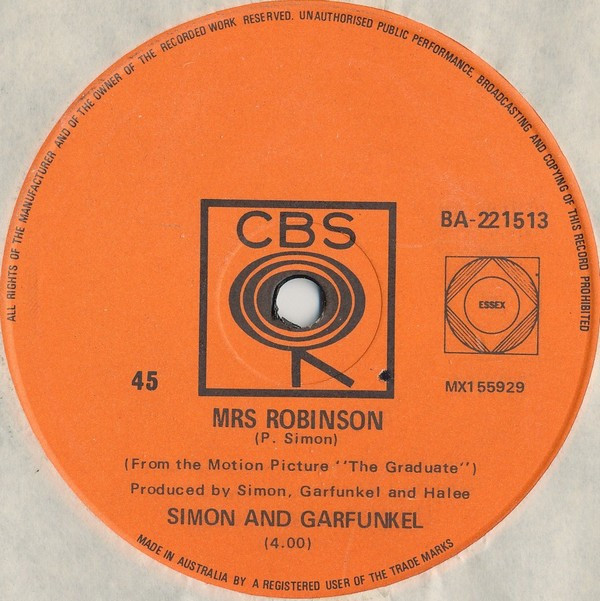 ALL RIGHTS OF THE MANUFACTURER AND OF THE OWNER OF THE RECORDED WORK RESERVED. UNAUTHORISED PUBLIC PERFORMANCE, BROADCASTING AND COPYING OF THIS RECORD PROHIBITED
CBS
BA-221513
ESSEX
45
MX155929
MRS ROBINSON
(P. Simon)
(From the Motion Picture ''The Graduate'')
Produced by Simon, Garfunkel and Halee
SIMON AND GARFUNKEL
(4.00)
MADE IN AUSTRALIA BY A REGISTERED USER OF THE TRADE MARKS